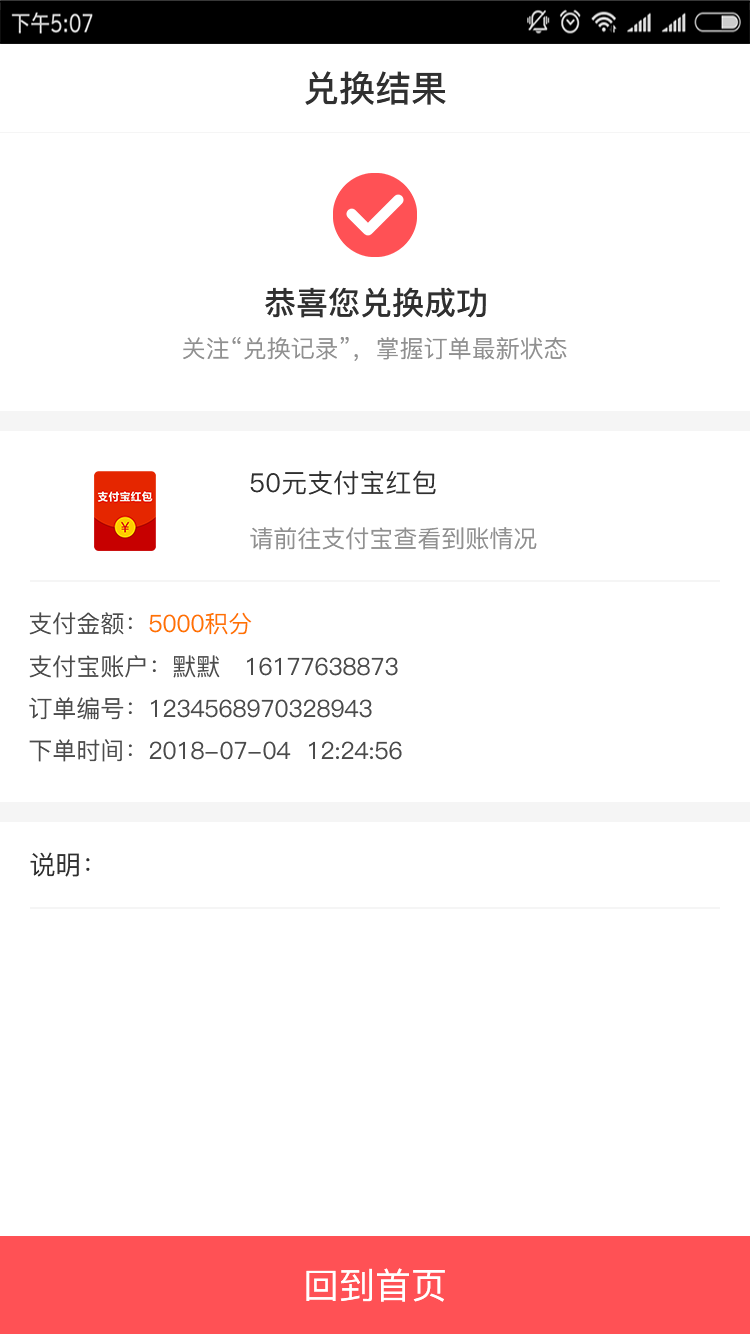 下午5:07
兑换结果
恭喜您兑换成功
关注“兑换记录”，掌握订单最新状态
支付宝红包
¥
50元支付宝红包
请前往支付宝查看到账情况
支付金额：5000积分
支付宝账户：默默 16177638873
订单编号：1234568970328943
下单时间：2018-07-04 12:24:56
说明：
回到首页